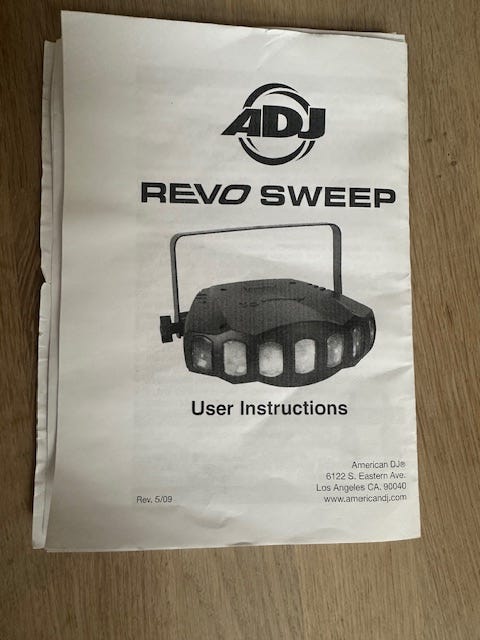 ADJ
REVO SWEEP
User Instructions
American DJ®
6122 S. Eastern Ave.
Los Angeles CA. 90040
Rev. 5/09
www.americandj.com